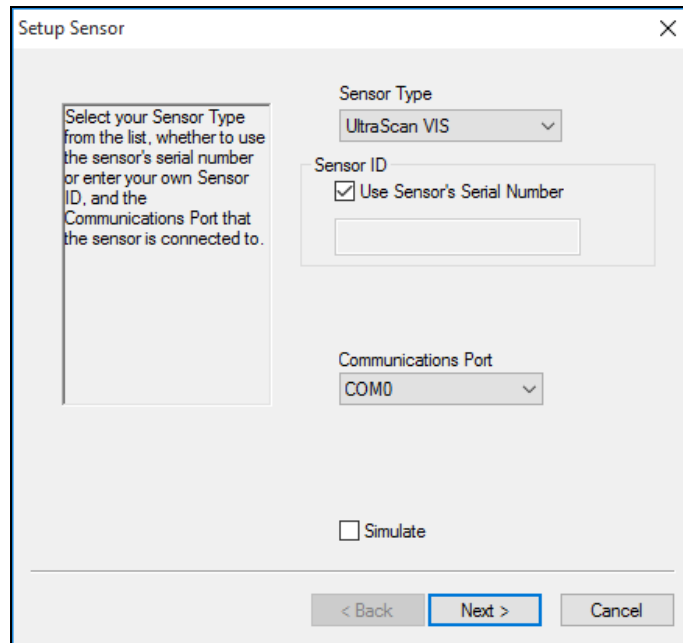 Setup Sensor
Select your Sensor Type
from the list, whether to use
the sensor's serial number
or enter your own Sensor
ID, and the
Communications Port that
the sensor is connected to.
Sensor Type
UltraScan VIS
Sensor ID
Use Sensor's Serial Number
Communications Port
COM0
Simulate
< Back
Next >
Cancel